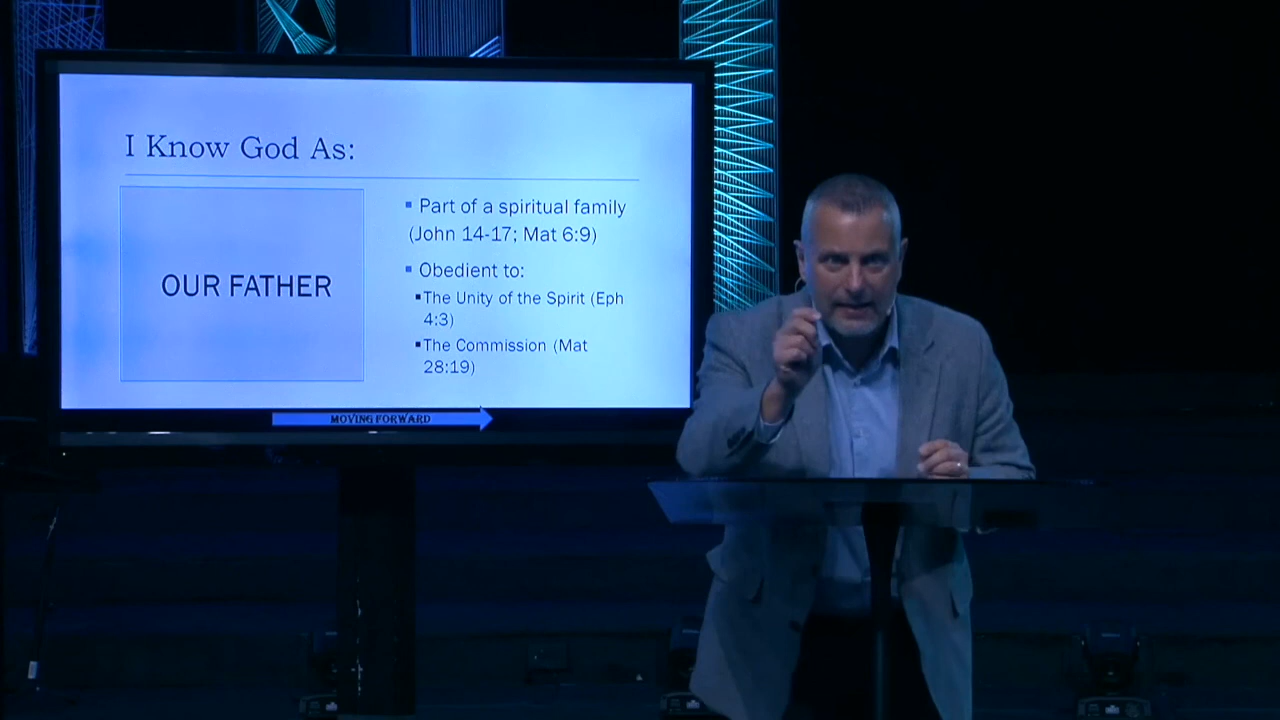 I Know God As:
OUR FATHER
▪ Part of a spiritual family
(John 14-17; Mat 6:9)
▪ Obedient to:
▪The Unity of the Spirit (Eph
4:3)
▪The Commission (Mat
28:19)
MOVING FORWARD